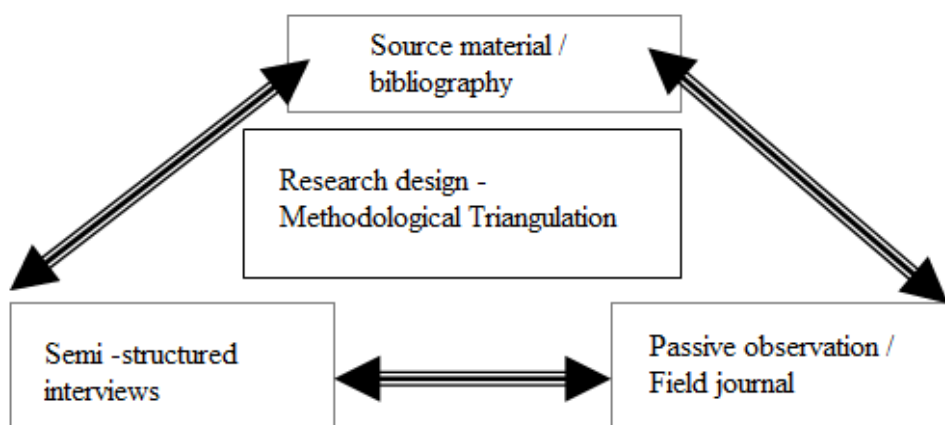 Source material /
bibliography
Research design -
Methodological Triangulation
Semi -structured
interviews
Passive observation /
Field journal